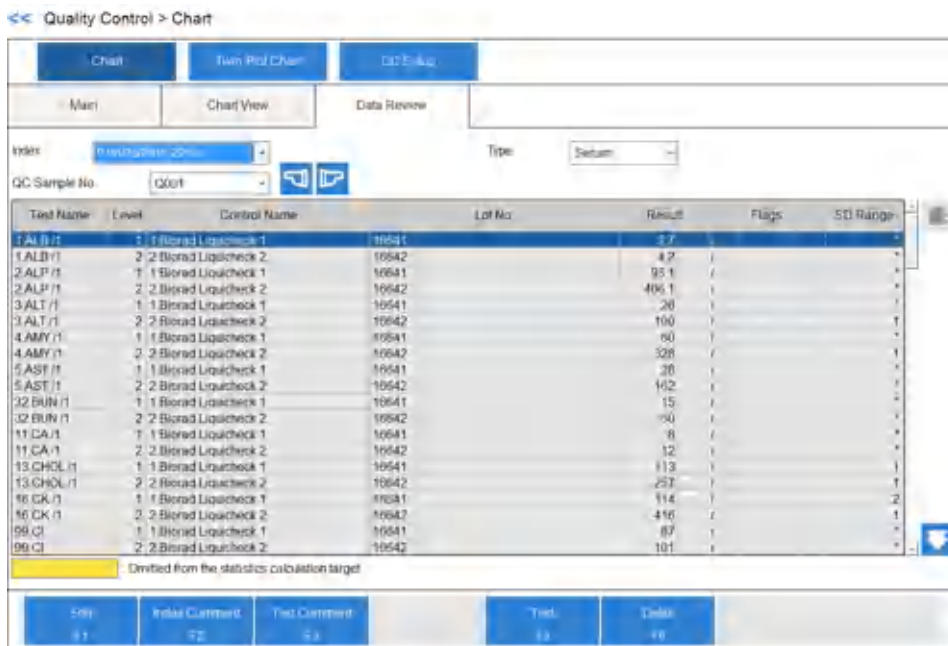 << Quality Control > Chart
Chart Twin Plot Chart QC Setup
Main Chart View Data Review
Index Type Serum
QC Sample No. Q001
Test Name Level Control Name Lot No. Result Flags SD Range
1.ALB /1 1 1 Biorad Liquicheck 1 16641 2.7 / *
1.ALB /1 2 2 Biorad Liquicheck 2 16642 4.2 / *
2.ALP /1 1 1 Biorad Liquicheck 1 16641 / *
2.ALP /1 2 2 Biorad Liquicheck 2 16642 406.1 / *
3.ALT /1 1 1 Biorad Liquicheck 1 16641 26 /
3.ALT /1 2 2 Biorad Liquicheck 2 16642 100 / 1
4.AMY /1 1 1 Biorad Liquicheck 1 16641 60 / *
4.AMY /1 2 2 Biorad Liquicheck 2 16642 328 / 1
5.AST /1 1 1 Biorad Liquicheck 1 16641 / *
5.AST /1 2 2 Biorad Liquicheck 2 16642 162 / *
32.BUN /1 1 1 Biorad Liquicheck 1 16641 15 / *
32.BUN /1 2 2 Biorad Liquicheck 2 16642 / *
11.CA /1 1 1 Biorad Liquicheck 1 16641 / *
11.CA /1 2 2 Biorad Liquicheck 2 16642 12 / *
13.CHOL /1 1 1 Biorad Liquicheck 1 16641 113 / 1
13.CHOL /1 2 2 Biorad Liquicheck 2 16642 257 / 1
16.CK /1 1 1 Biorad Liquicheck 1 16641 114 / 2
16.CK /1 2 2 Biorad Liquicheck 2 16642 416 / 1
99.Cl 1 1 Biorad Liquicheck 1 16641 87 / *
99.Cl 2 2 Biorad Liquicheck 2 16642 101 / *
Omitted from the statistics calculation target
Edit Index Comment Test Comment Delete
F1 F2 F3